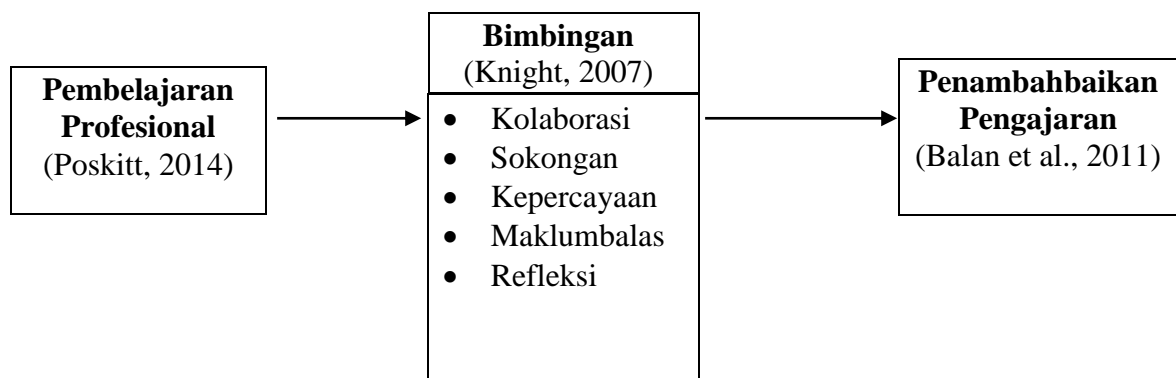 Pembelajaran
Profesional
(Poskitt, 2014)
Bimbingan
(Knight, 2007)
• Kolaborasi
• Sokongan
• Kepercayaan
• Maklumbalas
• Refleksi
Penambahbaikan
Pengajaran
(Balan et al., 2011)